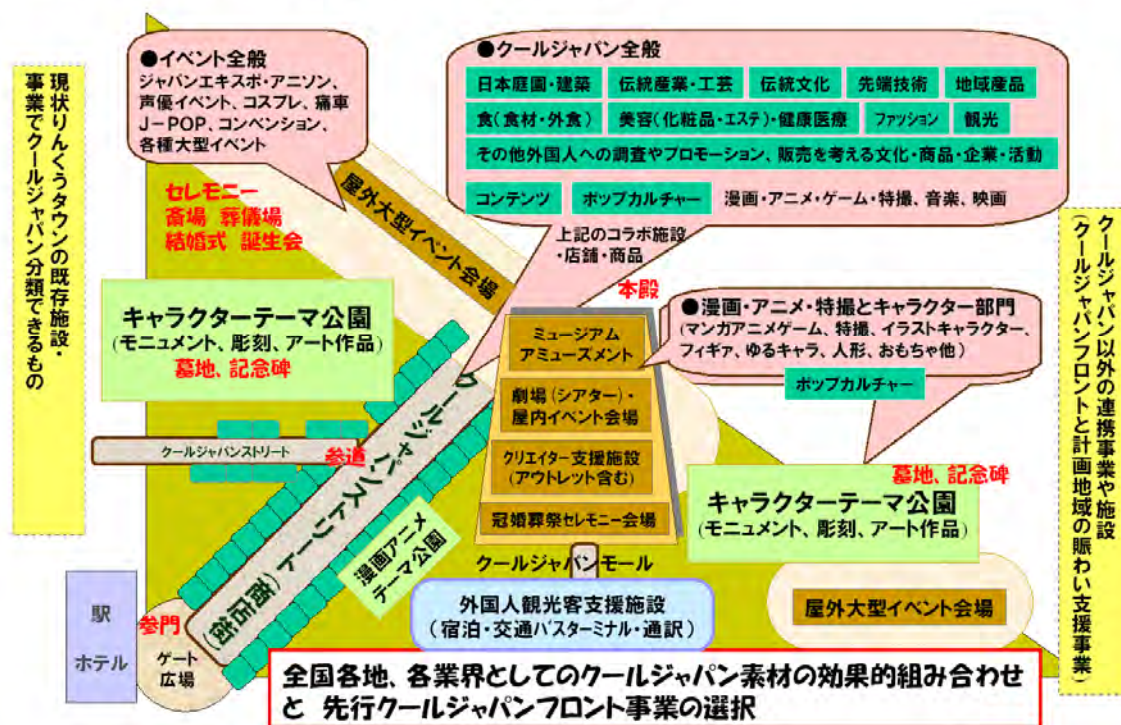 現状りんくうタウンの既存施設・
事業でクールジャパン分類できるもの
●イベント全般
ジャパンエキスポ・アニソン、
声優イベント、コスプレ、痛車
J-POP、コンベンション、
各種大型イベント
●クールジャパン全般
日本庭園・建築 伝統産業・工芸 伝統文化 先端技術 地域産品
食(食材・外食) 美容(化粧品・エステ)・健康医療 ファッション 観光
その他外国人への調査やプロモーション、販売を考える文化・商品・企業・活動
コンテンツ ポップカルチャー 漫画・アニメ・ゲーム・特撮、音楽、映画
上記のコラボ施設
・店舗・商品
セレモニー
斎場 葬儀場
結婚式 誕生会
屋外大型イベント会場
本殿
キャラクターテーマ公園
(モニュメント、彫刻、アート作品)
墓地、記念碑
●漫画・アニメ・特撮とキャラクター部門
(マンガアニメゲーム、特撮、イラストキャラクター、
フィギァ、ゆるキャラ、人形、おもちゃ他)
ポップカルチャー
ミュージアム
アミューズメント
劇場(シアター)・
屋内イベント会場
クリエイター支援施設
(アウトレット含む)
冠婚葬祭セレモニー会場
クールジャパンモール
クールジャパンストリート
参道
クールジャパンストリート(商店街)
漫画アニメ
テーマ公園
墓地、記念碑
キャラクターテーマ公園
(モニュメント、彫刻、アート作品)
屋外大型イベント会場
外国人観光客支援施設
(宿泊・交通バスターミナル・通訳)
駅
ホテル
参門
ゲート
広場
クールジャパン以外の連携事業や施設
(クールジャパンフロントと計画地域の賑わい支援事業)
全国各地、各業界としてのクールジャパン素材の効果的組み合わせ
と 先行クールジャパンフロント事業の選択